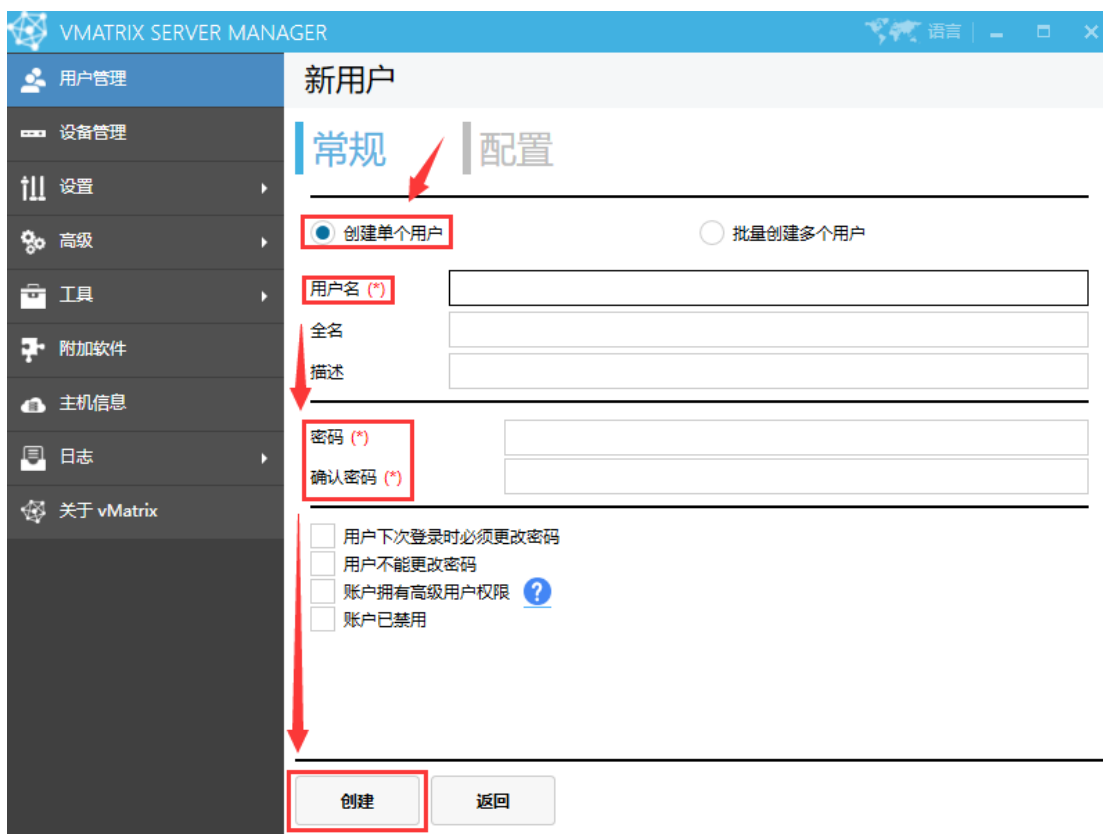 VMATRIX SERVER MANAGER
语言
用户管理
设备管理
设置
高级
工具
附加软件
主机信息
日志
关于 vMatrix
新用户
常规 配置
创建单个用户 批量创建多个用户
用户名 (*)
全名
描述
密码 (*)
确认密码 (*)
用户下次登录时必须更改密码
用户不能更改密码
账户拥有高级用户权限 ?
账户已禁用
创建 返回